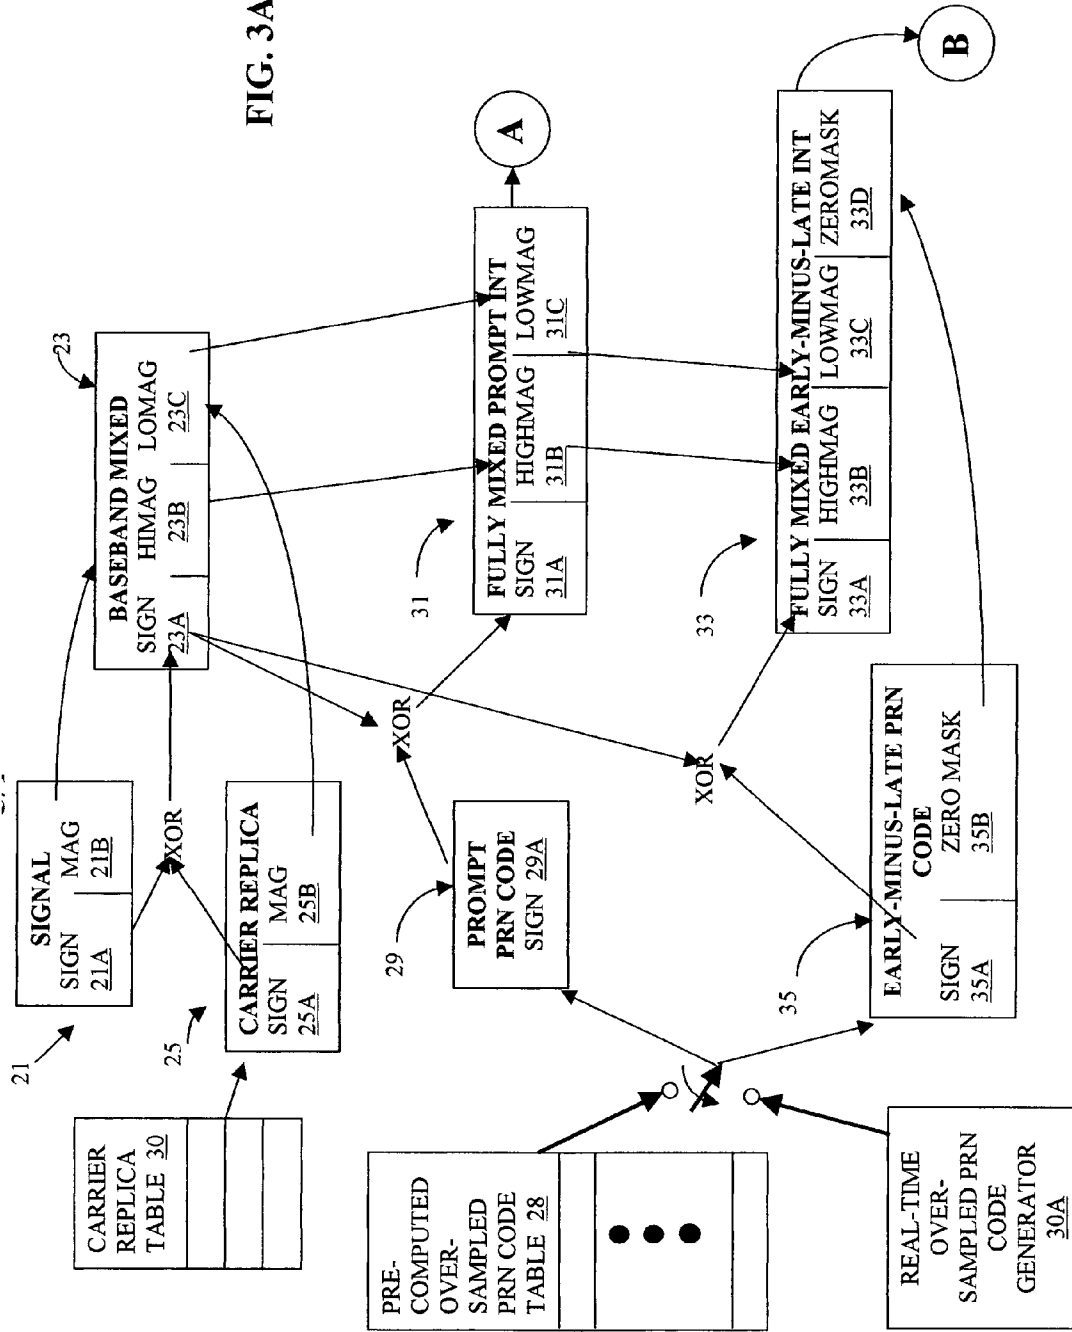 FIG. 3A
CARRIER
REPLICA
TABLE 30
21
SIGNAL
SIGN
21A
MAG
21B
XOR
25
CARRIER REPLICA
SIGN
25A
MAG
25B
23
BASEBAND MIXED
SIGN
23A
HIMAG
23B
LOMAG
23C
PRE-
COMPUTED
OVER-
SAMPLED
PRN CODE
TABLE 28
29
PROMPT
PRN CODE
SIGN 29A
XOR
31
FULLY MIXED PROMPT INT
SIGN
31A
HIGHMAG
31B
LOWMAG
31C
A
REAL-TIME
OVER-
SAMPLED PRN
CODE
GENERATOR
30A
35
EARLY-MINUS-LATE PRN
CODE
SIGN
35A
ZERO MASK
35B
XOR
33
FULLY MIXED EARLY-MINUS-LATE INT
SIGN
33A
HIGHMAG
33B
LOWMAG
33C
ZEROMASK
33D
B